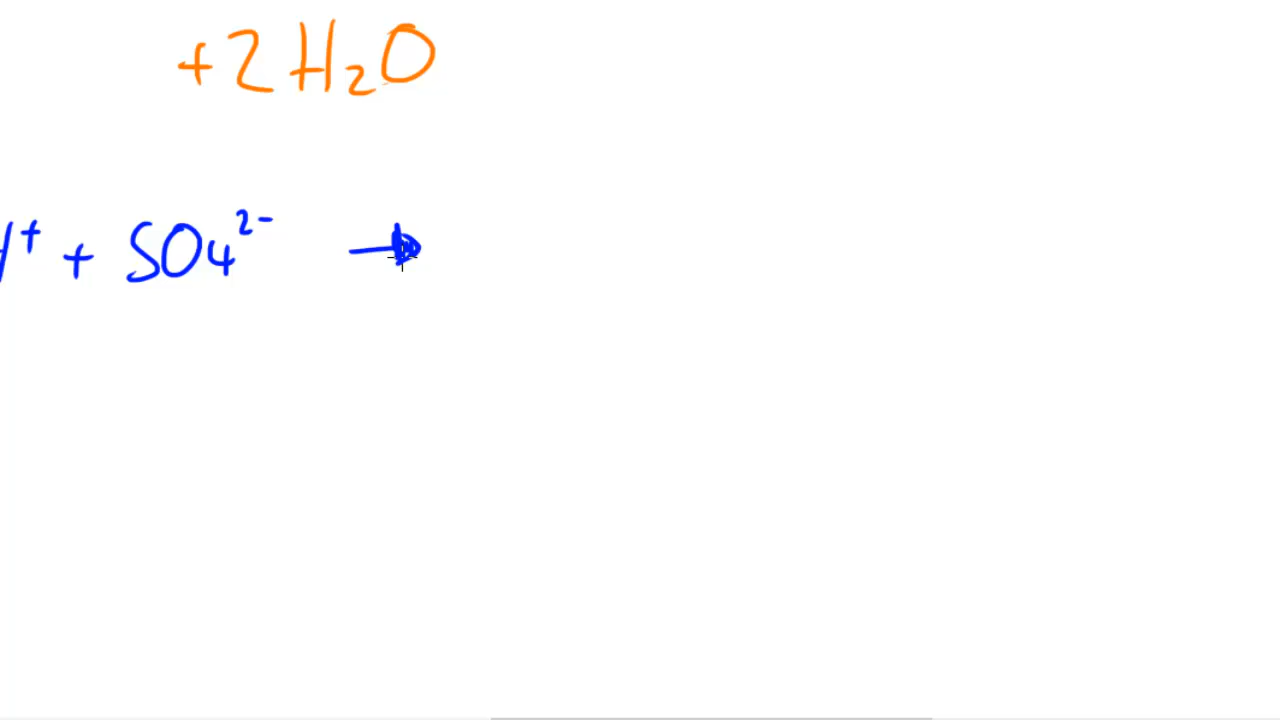 +2H₂O
⁺ + SO₄²⁻ →